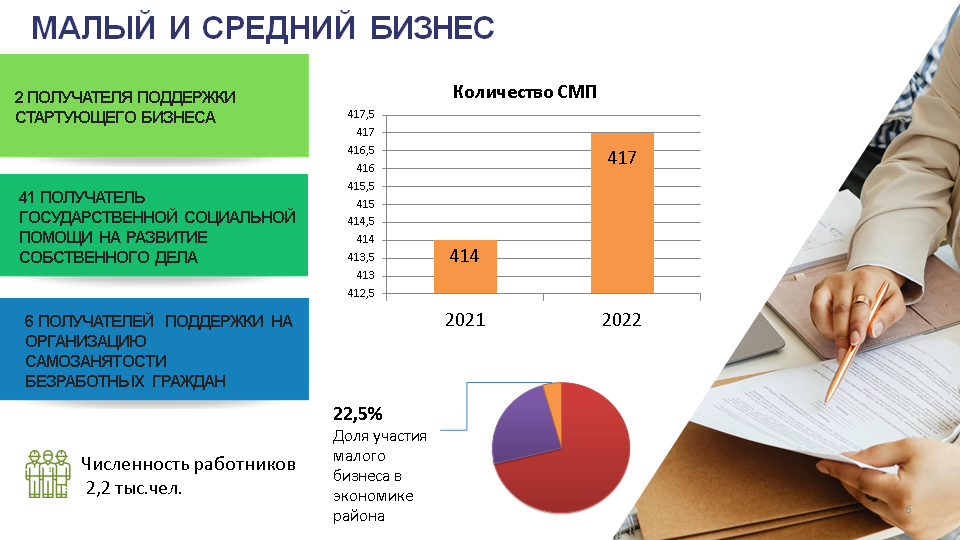 МАЛЫЙ И СРЕДНИЙ БИЗНЕС
2 ПОЛУЧАТЕЛЯ ПОДДЕРЖКИ
СТАРТУЮЩЕГО БИЗНЕСА
41 ПОЛУЧАТЕЛЬ
ГОСУДАРСТВЕННОЙ СОЦИАЛЬНОЙ
ПОМОЩИ НА РАЗВИТИЕ
СОБСТВЕННОГО ДЕЛА
6 ПОЛУЧАТЕЛЕЙ ПОДДЕРЖКИ НА
ОРГАНИЗАЦИЮ
САМОЗАНЯТОСТИ
БЕЗРАБОТНЫХ ГРАЖДАН
Численность работников
2,2 тыс.чел.
Количество СМП
417,5
417
416,5
416
415,5
415
414,5
414
413,5
413
412,5
414
417
2021
2022
22,5%
Доля участия
малого
бизнеса в
экономике
района
6